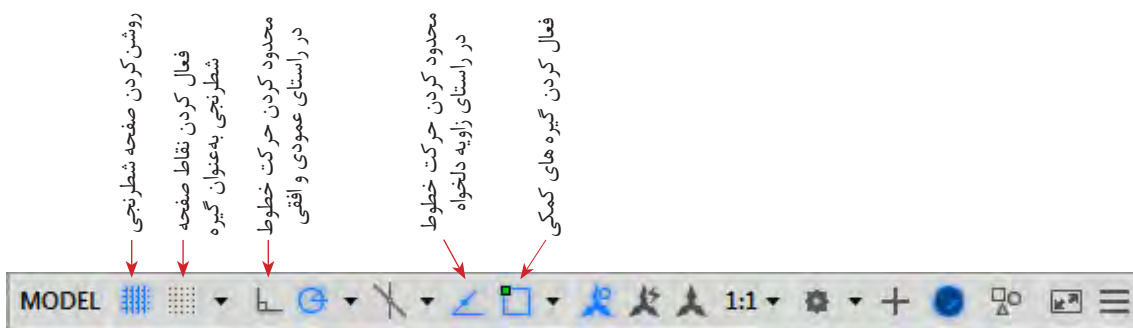 روشن کردن صفحه شطرنجی
فعال کردن نقاط صفحه
شطرنجی به‌عنوان گیره
محدود کردن حرکت خطوط
در راستای عمودی و افقی
محدود کردن حرکت خطوط
در راستای زاویه دلخواه
فعال کردن گیره های کمکی
MODEL 1:1